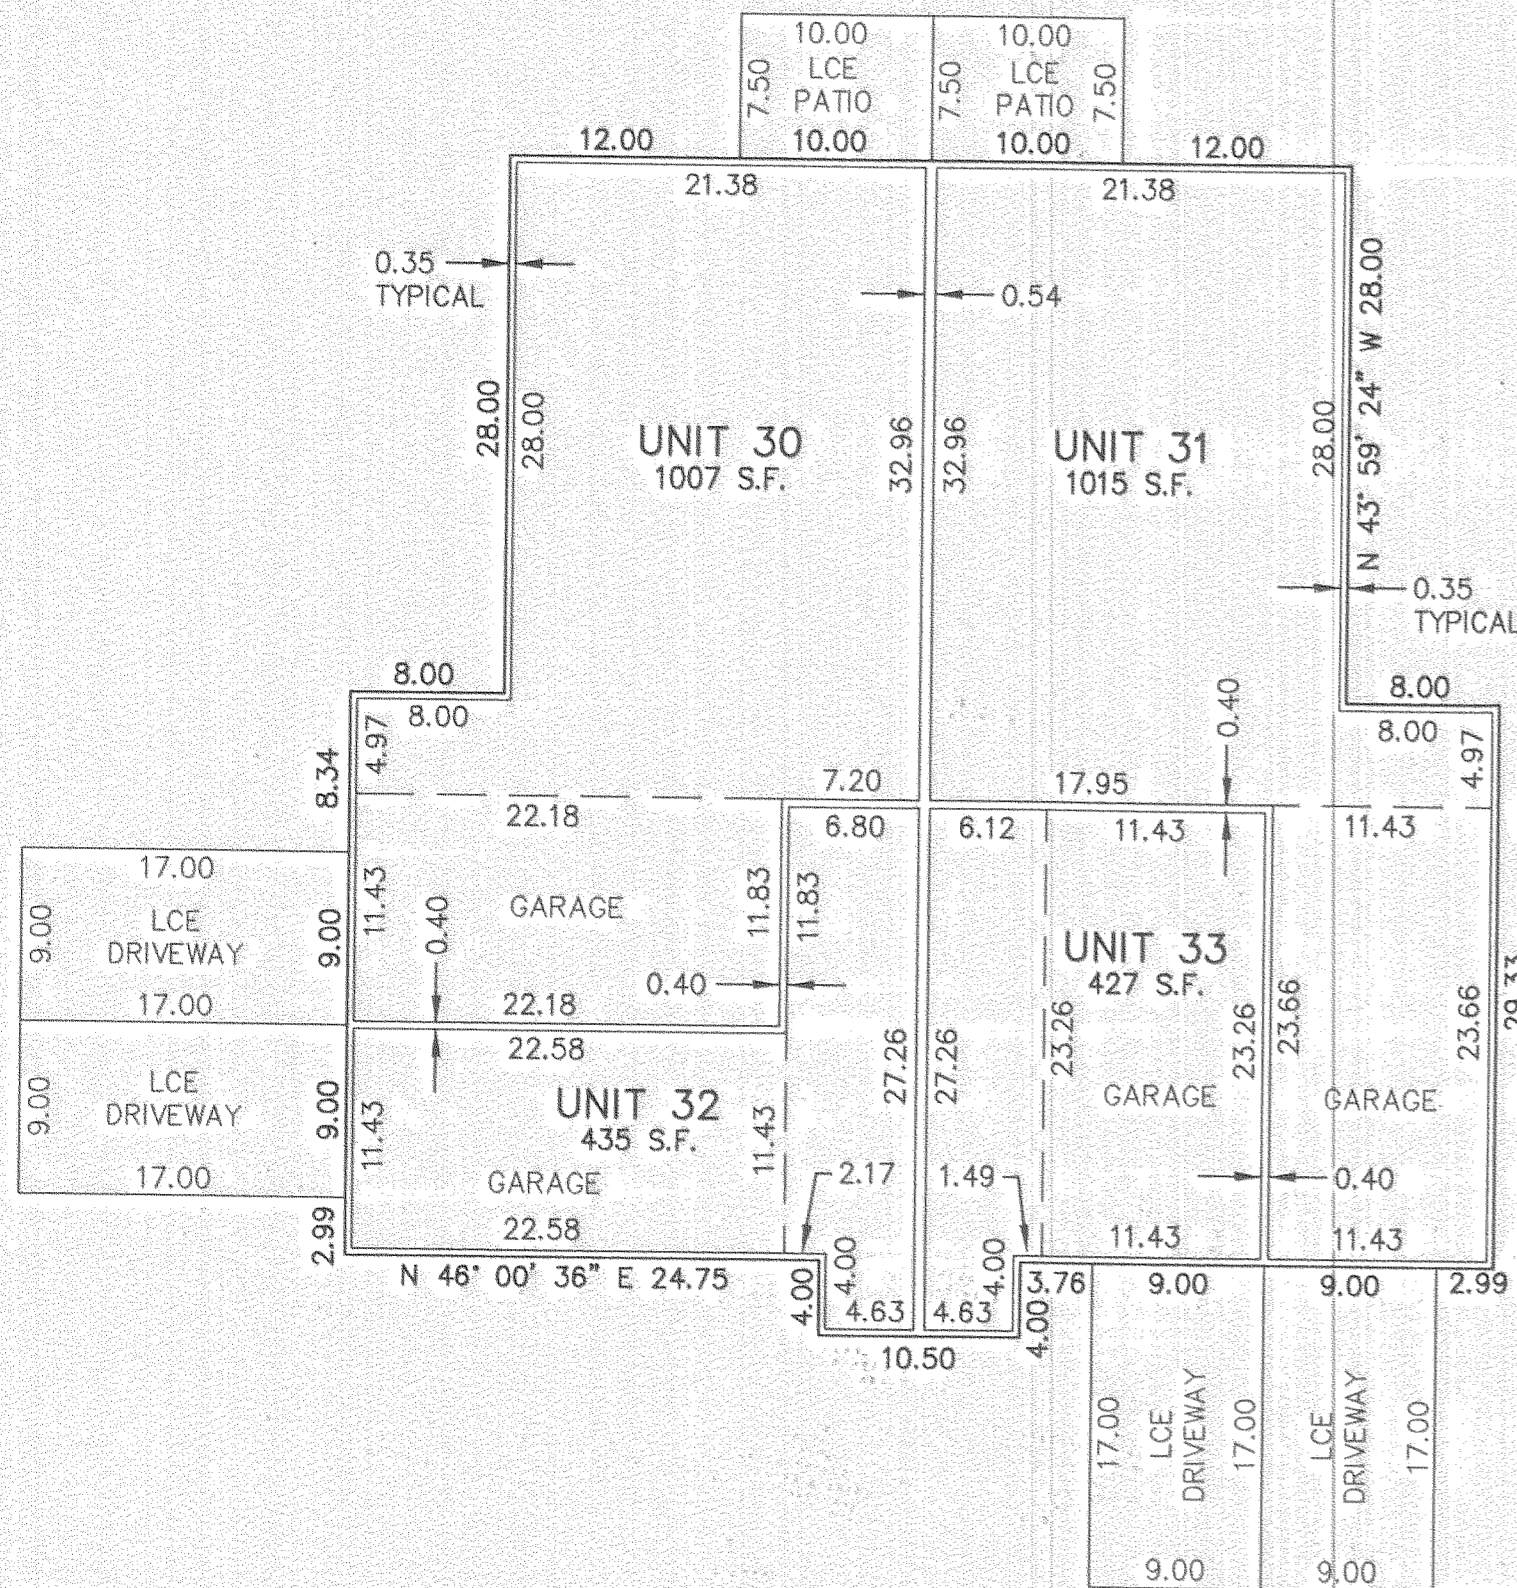 10.00
10.00
7.50
LCE
PATIO
7.50
LCE
PATIO
7.50
12.00
10.00
10.00
12.00
21.38
21.38
0.35
TYPICAL
0.54
28.00
28.00
UNIT 30
1007 S.F.
32.96
32.96
UNIT 31
1015 S.F.
28.00
N 43° 59' 24" W 28.00
0.35
TYPICAL
8.00
8.00
8.00
8.00
0.40
8.34
4.97
4.97
7.20
17.95
22.18
6.80
6.12
11.43
11.43
17.00
9.00
LCE
DRIVEWAY
17.00
9.00
11.43
0.40
GARAGE
11.83
11.83
0.40
22.18
UNIT 33
427 S.F.
23.26
23.26
23.66
23.66
29.33
22.58
27.26
27.26
9.00
LCE
DRIVEWAY
17.00
9.00
11.43
UNIT 32
435 S.F.
11.43
GARAGE
22.58
GARAGE
GARAGE
2.17
1.49
0.40
2.99
N 46° 00' 36" E 24.75
4.00
4.00
4.63
4.63
4.00
4.00
11.43
11.43
3.76
9.00
9.00
2.99
10.50
17.00
LCE
DRIVEWAY
17.00
LCE
DRIVEWAY
17.00
9.00
9.00